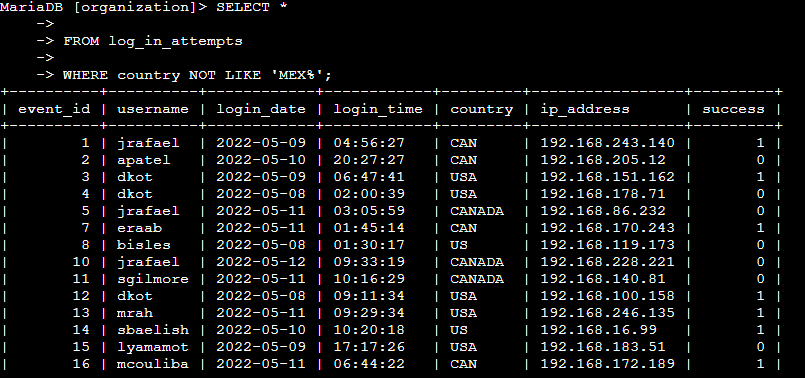 MariaDB [organization]> SELECT *
    ->
    -> FROM log_in_attempts
    ->
    -> WHERE country NOT LIKE 'MEX%';
+----------+----------+------------+------------+---------+-----------------+---------+
| event_id | username | login_date | login_time | country | ip_address      | success |
+----------+----------+------------+------------+---------+-----------------+---------+
|        1 | jrafael  | 2022-05-09 | 04:56:27   | CAN     | 192.168.243.140 |       1 |
|        2 | apatel   | 2022-05-10 | 20:27:27   | CAN     | 192.168.205.12  |       0 |
|        3 | dkot     | 2022-05-09 | 06:47:41   | USA     | 192.168.151.162 |       1 |
|        4 | dkot     | 2022-05-08 | 02:00:39   | USA     | 192.168.178.71  |       0 |
|        5 | jrafael  | 2022-05-11 | 03:05:59   | CANADA  | 192.168.86.232  |       0 |
|        7 | eraab    | 2022-05-11 | 01:45:14   | CAN     | 192.168.170.243 |       1 |
|        8 | bisles   | 2022-05-08 | 01:30:17   | US      | 192.168.119.173 |       0 |
|       10 | jrafael  | 2022-05-12 | 09:33:19   | CANADA  | 192.168.228.221 |       0 |
|       11 | sgilmore | 2022-05-11 | 10:16:29   | CANADA  | 192.168.140.81  |       0 |
|       12 | dkot     | 2022-05-08 | 09:11:34   | USA     | 192.168.100.158 |       1 |
|       13 | mrah     | 2022-05-11 | 09:29:34   | USA     | 192.168.246.135 |       1 |
|       14 | sbaelish | 2022-05-10 | 10:20:18   | US      | 192.168.16.99   |       1 |
|       15 | lyamamot | 2022-05-09 | 17:17:26   | USA     | 192.168.183.51  |       0 |
|       16 | mcouliba | 2022-05-11 | 06:44:22   | CAN     | 192.168.172.189 |       1 |